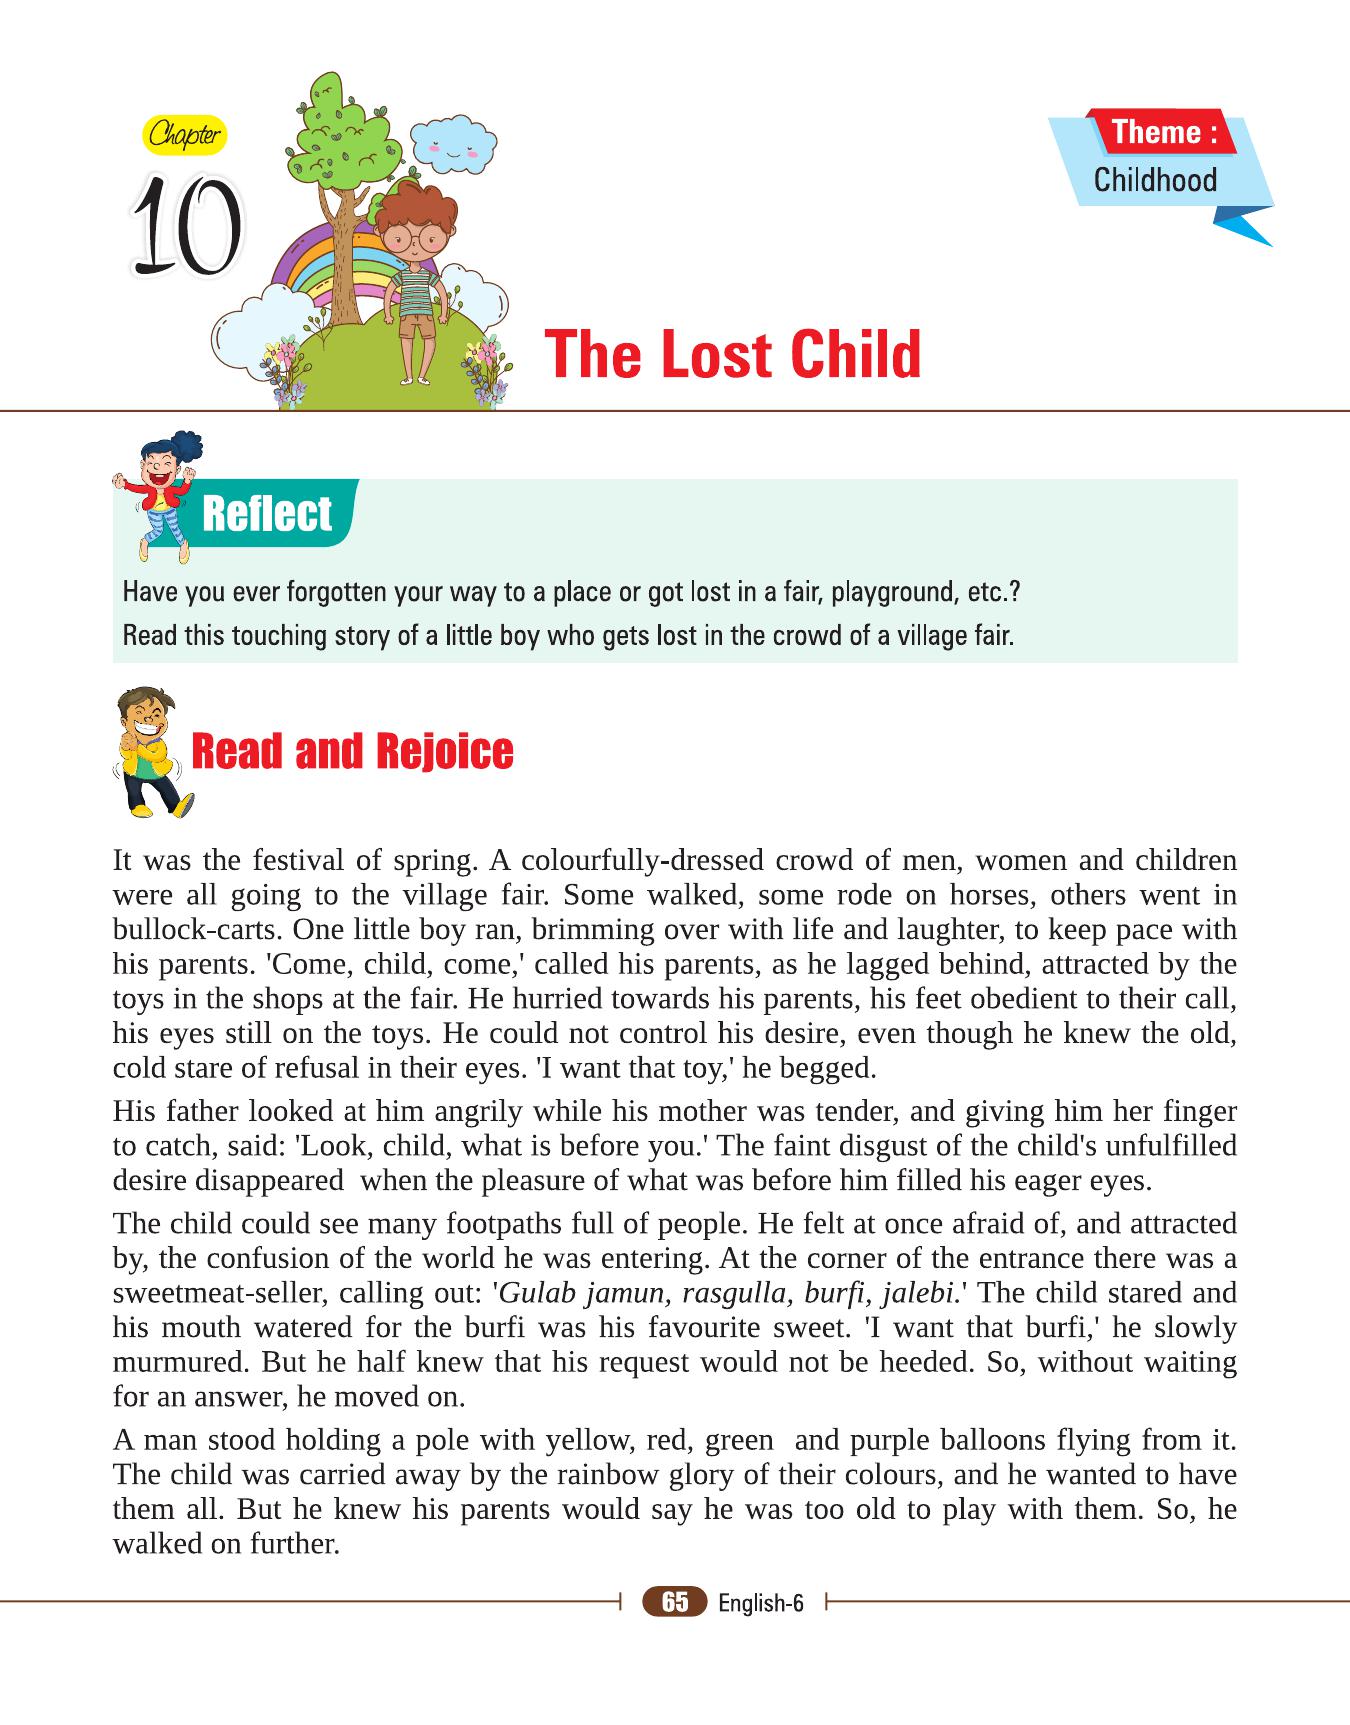 Chapter
10
Theme :
Childhood
The Lost Child
Reflect
Have you ever forgotten your way to a place or got lost in a fair, playground, etc.?
Read this touching story of a little boy who gets lost in the crowd of a village fair.
Read and Rejoice
It was the festival of spring. A colourfully-dressed crowd of men, women and children
were all going to the village fair. Some walked, some rode on horses, others went in
bullock-carts. One little boy ran, brimming over with life and laughter, to keep pace with
his parents. 'Come, child, come,' called his parents, as he lagged behind, attracted by the
toys in the shops at the fair. He hurried towards his parents, his feet obedient to their call,
his eyes still on the toys. He could not control his desire, even though he knew the old,
cold stare of refusal in their eyes. 'I want that toy,' he begged.
His father looked at him angrily while his mother was tender, and giving him her finger
to catch, said: 'Look, child, what is before you.' The faint disgust of the child's unfulfilled
desire disappeared  when the pleasure of what was before him filled his eager eyes.
The child could see many footpaths full of people. He felt at once afraid of, and attracted
by, the confusion of the world he was entering. At the corner of the entrance there was a
sweetmeat-seller, calling out: 'Gulab jamun, rasgulla, burfi, jalebi.' The child stared and
his mouth watered for the burfi was his favourite sweet. 'I want that burfi,' he slowly
murmured. But he half knew that his request would not be heeded. So, without waiting
for an answer, he moved on.
A man stood holding a pole with yellow, red, green  and purple balloons flying from it.
The child was carried away by the rainbow glory of their colours, and he wanted to have
them all. But he knew his parents would say he was too old to play with them. So, he
walked on further.
65 English-6